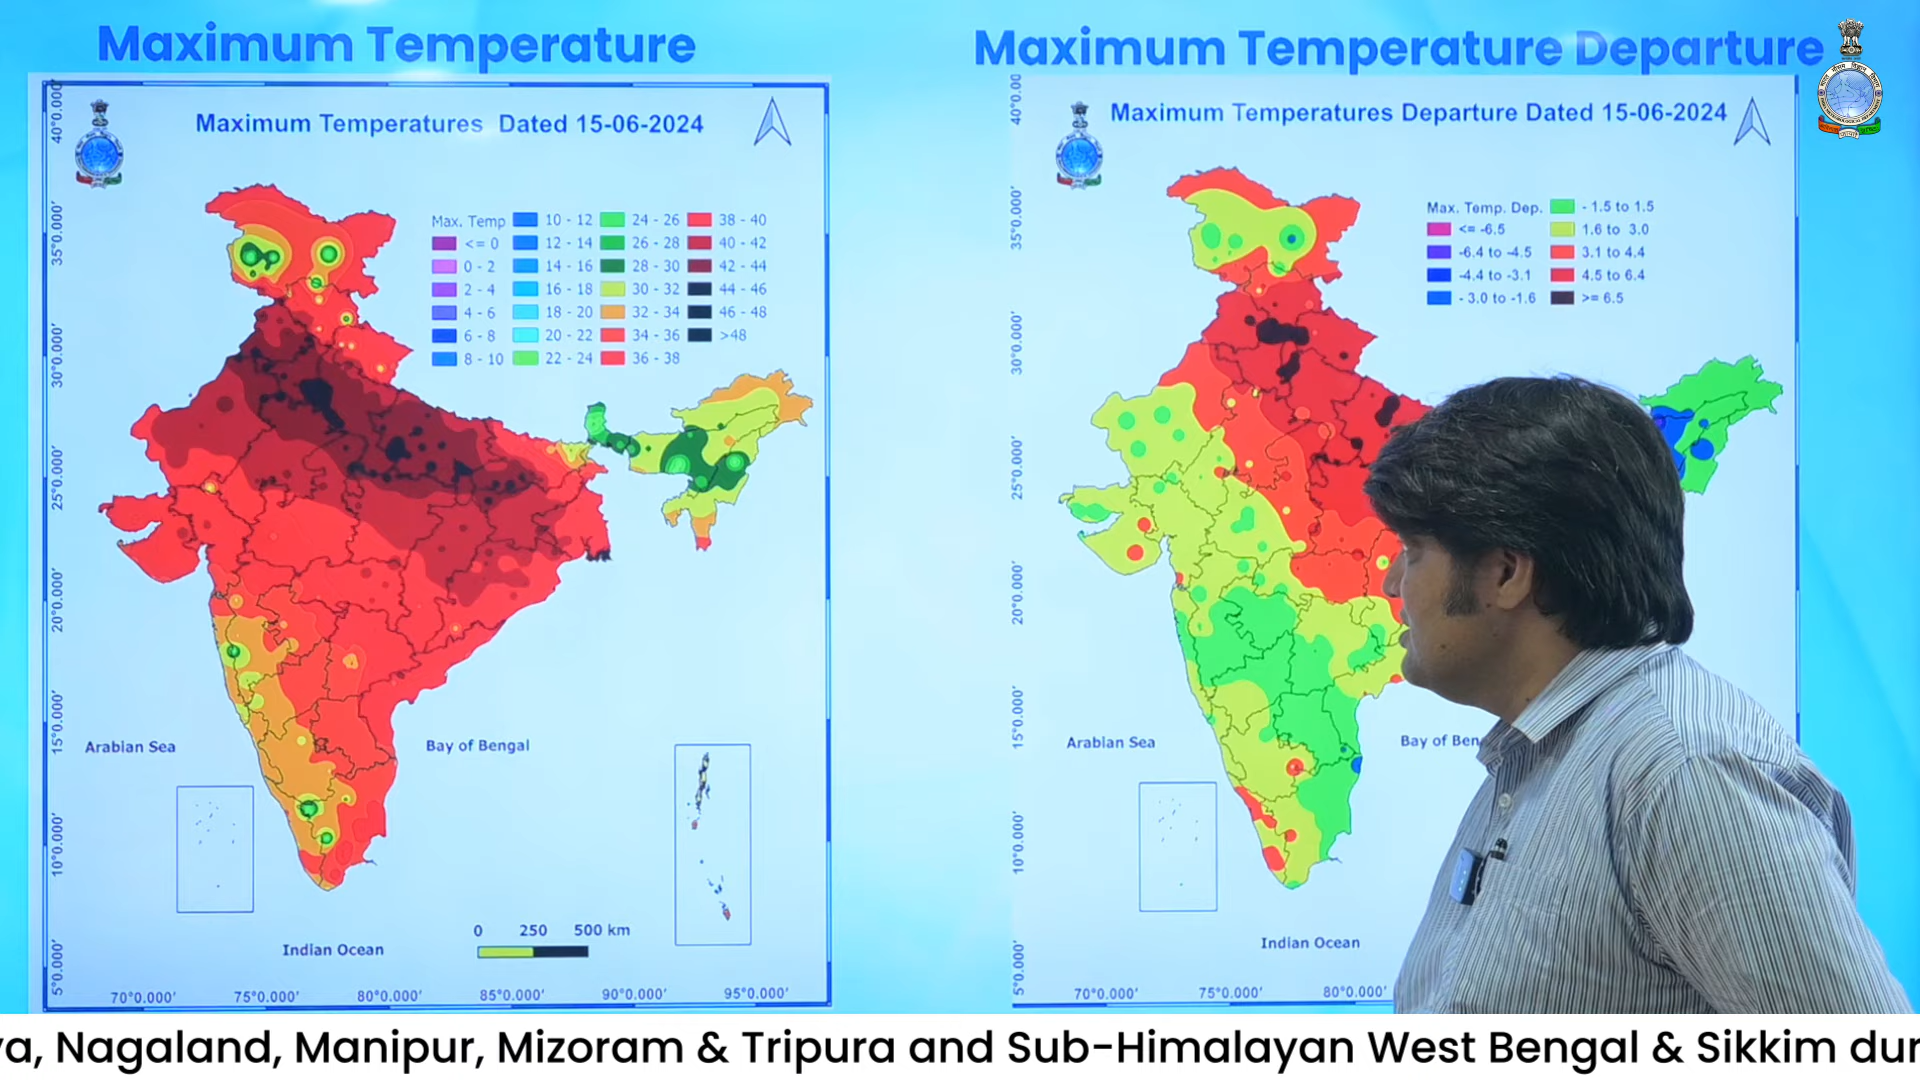 Maximum Temperature
Maximum Temperature Departure
Maximum Temperatures Dated 15-06-2024
Max. Temp
<= 0
0 - 2
2 - 4
4 - 6
6 - 8
8 - 10
10 - 12
12 - 14
14 - 16
16 - 18
18 - 20
20 - 22
22 - 24
24 - 26
26 - 28
28 - 30
30 - 32
32 - 34
34 - 36
36 - 38
38 - 40
40 - 42
42 - 44
44 - 46
46 - 48
>48
40°0.000'
35°0.000'
30°0.000'
25°0.000'
20°0.000'
15°0.000'
10°0.000'
5°0.000'
Arabian Sea
Bay of Bengal
Indian Ocean
0 250 500 km
70°0.000' 75°0.000' 80°0.000' 85°0.000' 90°0.000' 95°0.000'
Maximum Temperatures Departure Dated 15-06-2024
Max. Temp. Dep.
<= -6.5
-6.4 to -4.5
-4.4 to -3.1
- 3.0 to -1.6
- 1.5 to 1.5
1.6 to 3.0
3.1 to 4.4
4.5 to 6.4
>= 6.5
40°0.00
35°0.000'
30°0.000'
25°0.000'
20°0.000'
15°0.000'
10°0.000'
5°0.000'
Arabian Sea
Bay of Ben
Indian Ocean
70°0.000' 75°0.000' 80°0.000'
ya, Nagaland, Manipur, Mizoram & Tripura and Sub-Himalayan West Bengal & Sikkim dur